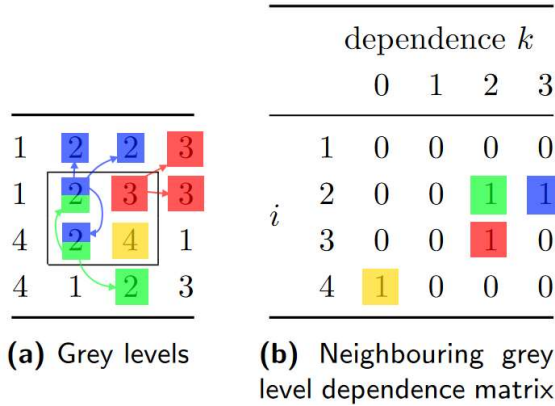 dependence k
0 1 2 3
1 2 2 3
1 2 3 3
4 2 4 1
4 1 2 3
i
1 0 0 0 0
2 0 0 1 1
3 0 0 1 0
4 1 0 0 0
(a) Grey levels
(b) Neighbouring grey
level dependence matrix